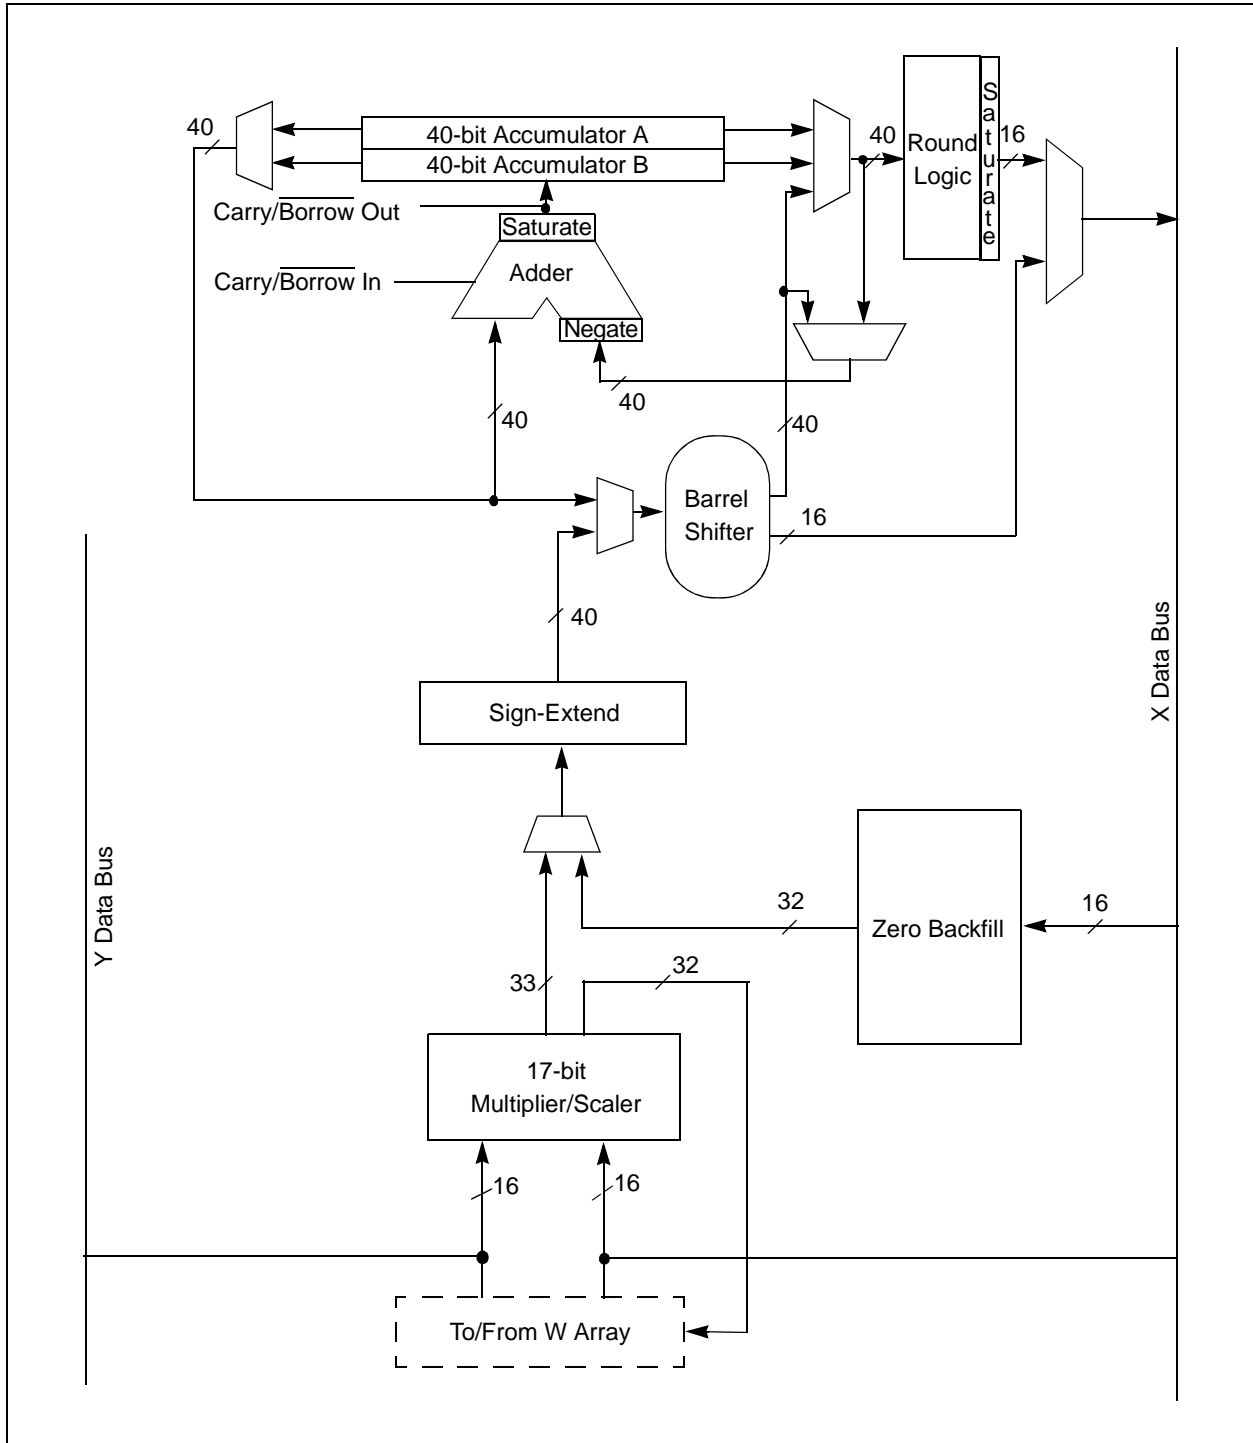 40
40-bit Accumulator A
40-bit Accumulator B
Carry/Borrow Out
Saturate
Carry/Borrow In
Adder
Negate
40
Round
Logic
Saturate
16
40
40
40
Barrel
Shifter
16
40
Sign-Extend
X Data Bus
Y Data Bus
32
Zero Backfill
16
33
32
17-bit
Multiplier/Scaler
16
16
To/From W Array